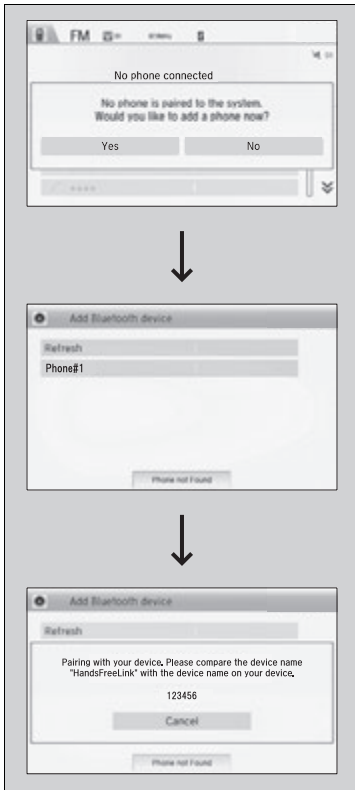 FM
No phone connected
No phone is paired to the system.
Would you like to add a phone now?
Yes No
Add Bluetooth device
Refresh
Phone#1
Phone not Found
Add Bluetooth device
Refresh
Pairing with your device. Please compare the device name
"HandsFreeLink" with the device name on your device.
123456
Cancel
Phone not Found